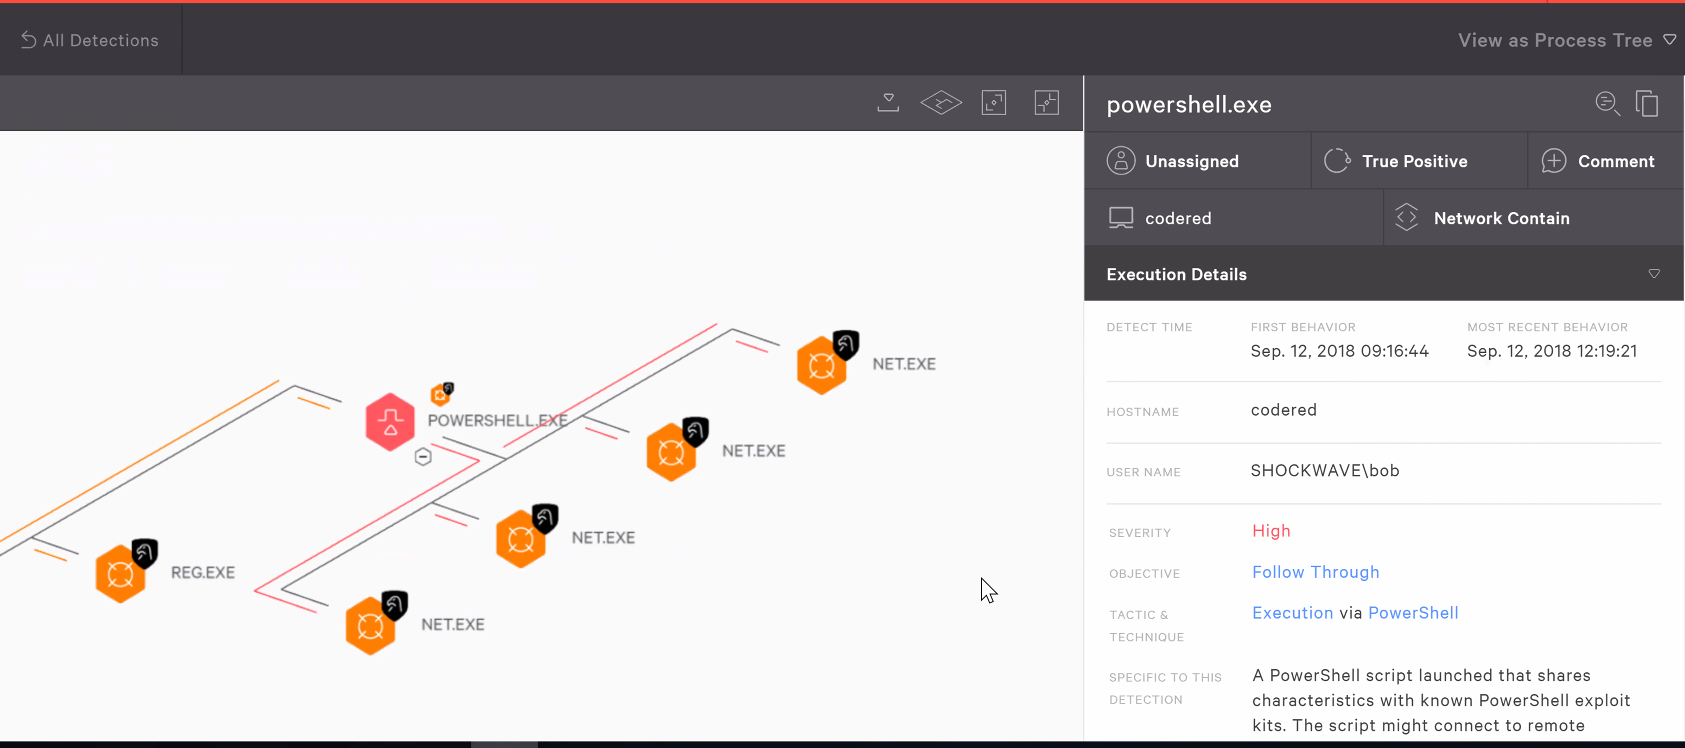 All Detections
View as Process Tree
powershell.exe
Unassigned
True Positive
Comment
codered
Network Contain
Execution Details
DETECT TIME
FIRST BEHAVIOR
Sep. 12, 2018 09:16:44
MOST RECENT BEHAVIOR
Sep. 12, 2018 12:19:21
HOSTNAME
codered
USER NAME
SHOCKWAVE\bob
SEVERITY
High
OBJECTIVE
Follow Through
TACTIC &
TECHNIQUE
Execution via PowerShell
SPECIFIC TO THIS
DETECTION
A PowerShell script launched that shares
characteristics with known PowerShell exploit
kits. The script might connect to remote
NET.EXE
POWERSHELL.EXE
NET.EXE
NET.EXE
REG.EXE
NET.EXE